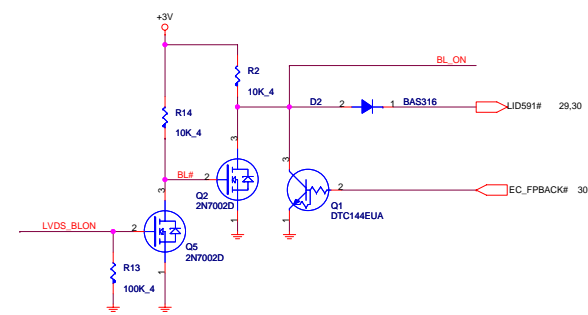 +3V
BL_ON
R2
10K_4
D2 2 1 BAS316
LID591# 29,30
R14
10K_4
3
3
3
BL# 2
2 EC_FPBACK# 30
Q2
2N7002D
Q1
DTC144EUA
1
1
LVDS_BLON 2
Q5
2N7002D
R13
100K_4
1